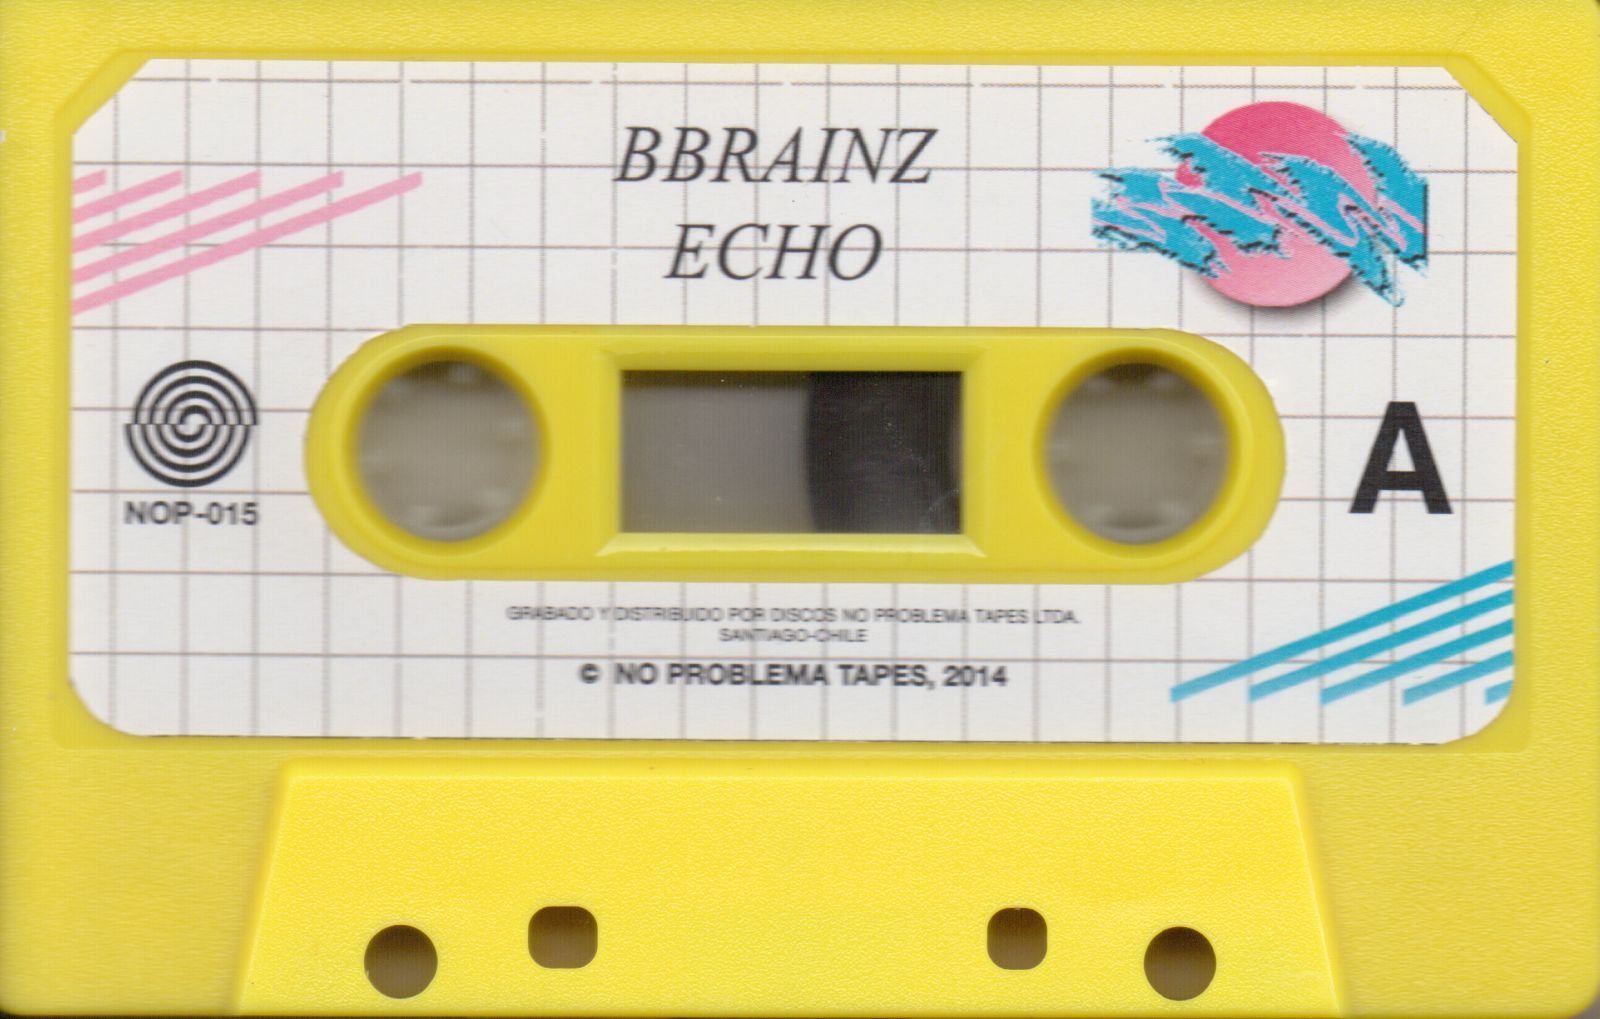 BBRAINZ
ECHO
NOP-015
A
GRABADO Y DISTRIBUIDO POR DISCOS NO PROBLEMA TAPES LTDA.
SANTIAGO-CHILE
© NO PROBLEMA TAPES, 2014